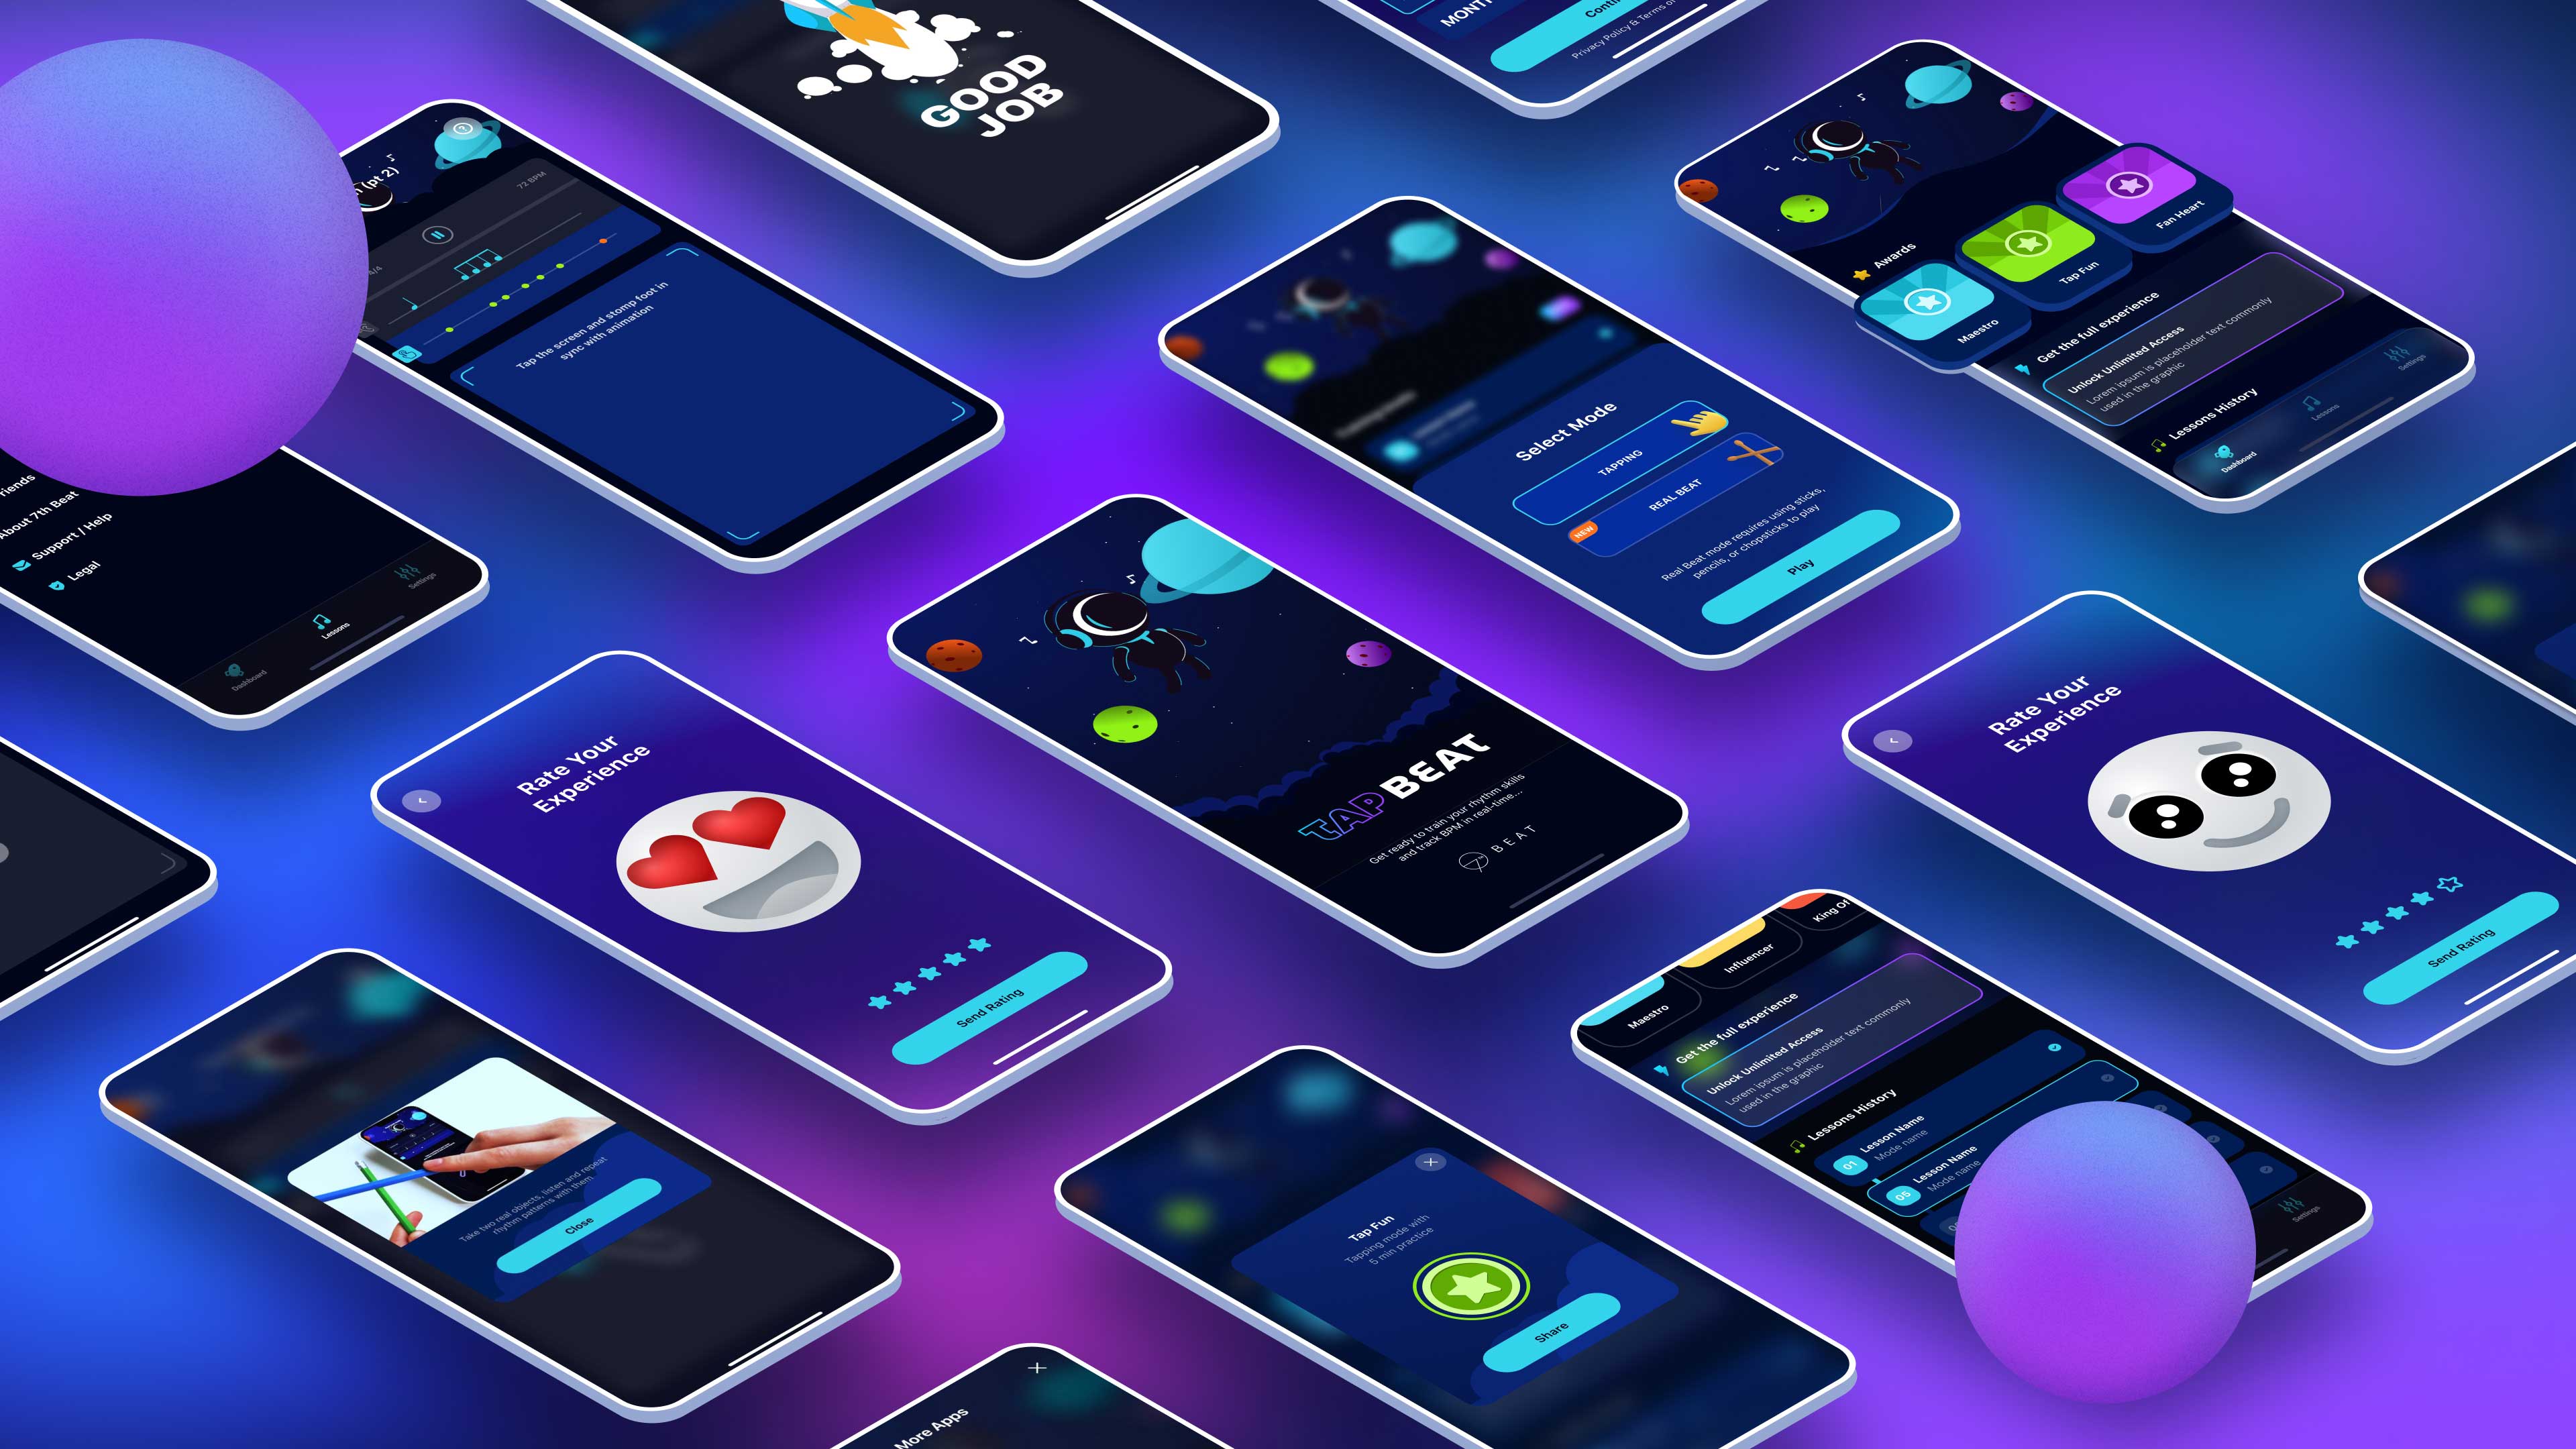 GOOD
JOB
MONT
Privacy Policy & Terms o
(pt 2)
72 BPM
4/4
Tap the screen and stomp foot in
sync with animation
Awards
Maestro
Tap Fun
Fan Heart
Get the full experience
Unlock Unlimited Access
Lorem ipsum is placeholder text commonly
used in the graphic
Lessons History
Dashboard
Lessons
Settings
Select Mode
TAPPING
REAL BEAT
NEW
Real Beat mode requires using sticks,
pencils, or chopsticks to play
Play
riends
About 7th Beat
Support / Help
Legal
Dashboard
Lessons
Settings
TAP BEAT
Get ready to train your rhythm skills
and track BPM in real-time...
7 BEAT
Rate Your
Experience
Send Rating
Rate Your
Experience
Send Rating
Maestro
Influencer
King Of
Get the full experience
Unlock Unlimited Access
Lorem ipsum is placeholder text commonly
used in the graphic
Lessons History
01
Lesson Name
Mode name
05
Lesson Name
Mode name
Settings
Take two real objects, listen and repeat
rhythm patterns with them
Close
Tap Fun
Tapping mode with
5 min practice
Share
More Apps